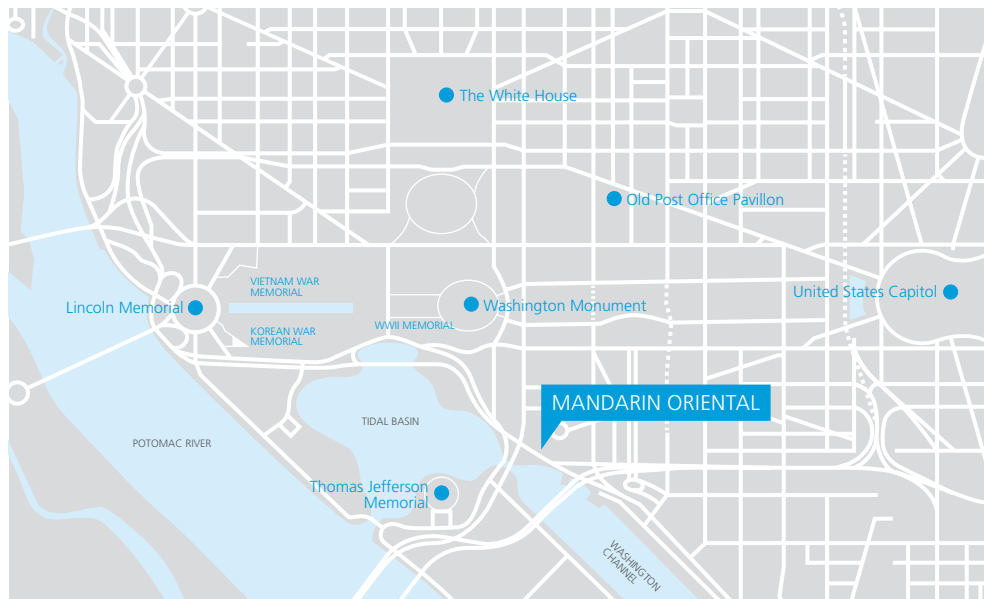 The White House
Old Post Office Pavillon
VIETNAM WAR
MEMORIAL
United States Capitol
Lincoln Memorial
Washington Monument
WWII MEMORIAL
KOREAN WAR
MEMORIAL
MANDARIN ORIENTAL
TIDAL BASIN
POTOMAC RIVER
Thomas Jefferson
Memorial
WASHINGTON
CHANNEL